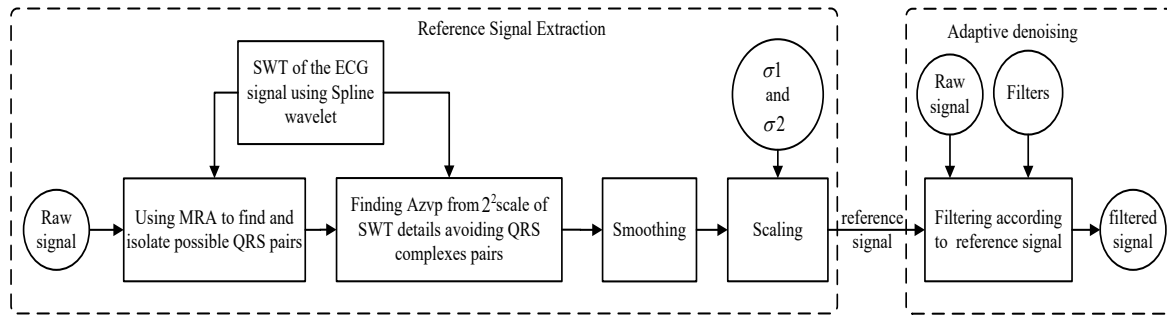 Reference Signal Extraction
Adaptive denoising
SWT of the ECG
signal using Spline
wavelet
σ1
and
σ2
Raw
signal
Filters
Raw
signal
Using MRA to find and
isolate possible QRS pairs
Finding Azvp from 2²scale of
SWT details avoiding QRS
complexes pairs
Smoothing
Scaling
reference
signal
Filtering according
to reference signal
filtered
signal